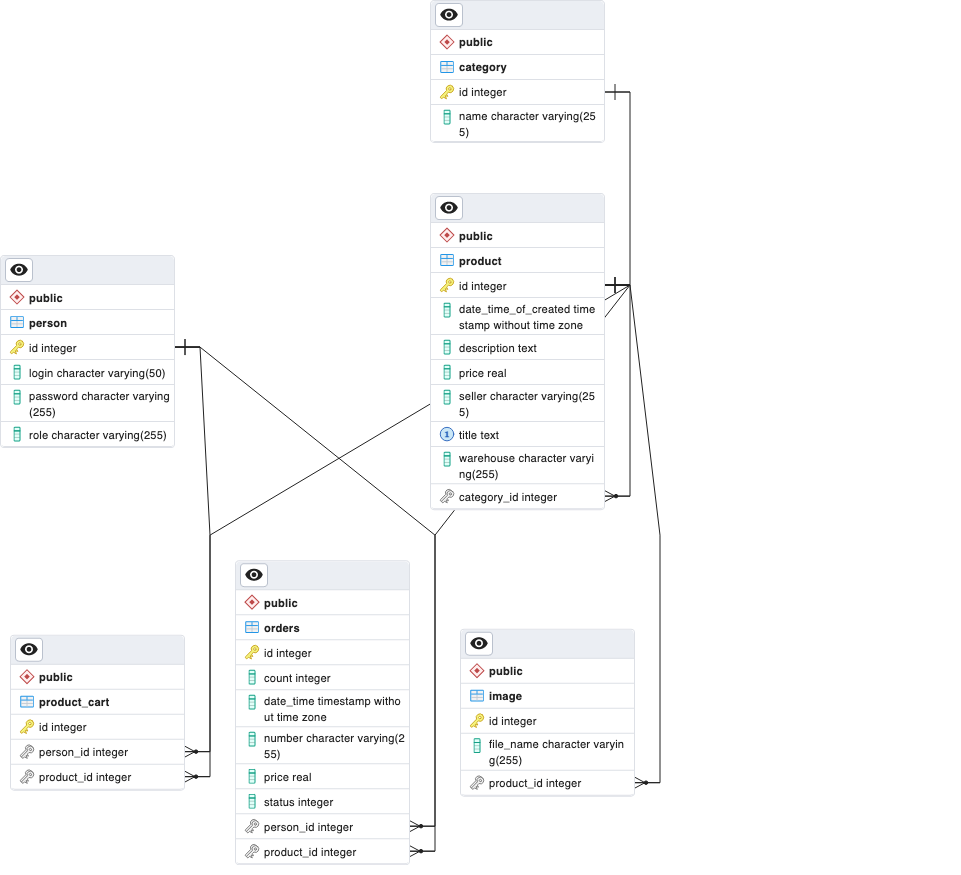 public
category
id integer
name character varying(25
5)
public
product
id integer
date_time_of_created time
stamp without time zone
description text
price real
seller character varying(25
5)
title text
warehouse character varyi
ng(255)
category_id integer
public
person
id integer
login character varying(50)
password character varying
(255)
role character varying(255)
public
product_cart
id integer
person_id integer
product_id integer
public
orders
id integer
count integer
date_time timestamp witho
ut time zone
number character varying(2
55)
price real
status integer
person_id integer
product_id integer
public
image
id integer
file_name character varyin
g(255)
product_id integer